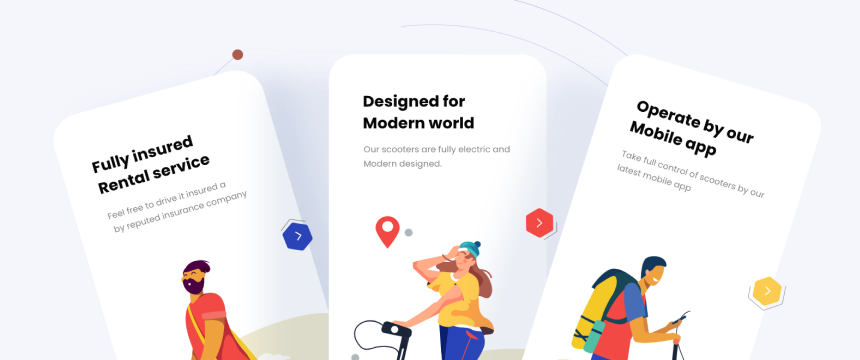 Fully insured
Rental service
Feel free to drive it insured a
by reputed insurance company
Designed for
Modern world
Our scooters are fully electric and
Modern designed.
Operate by our
Mobile app
Take full control of scooters by our
latest mobile app